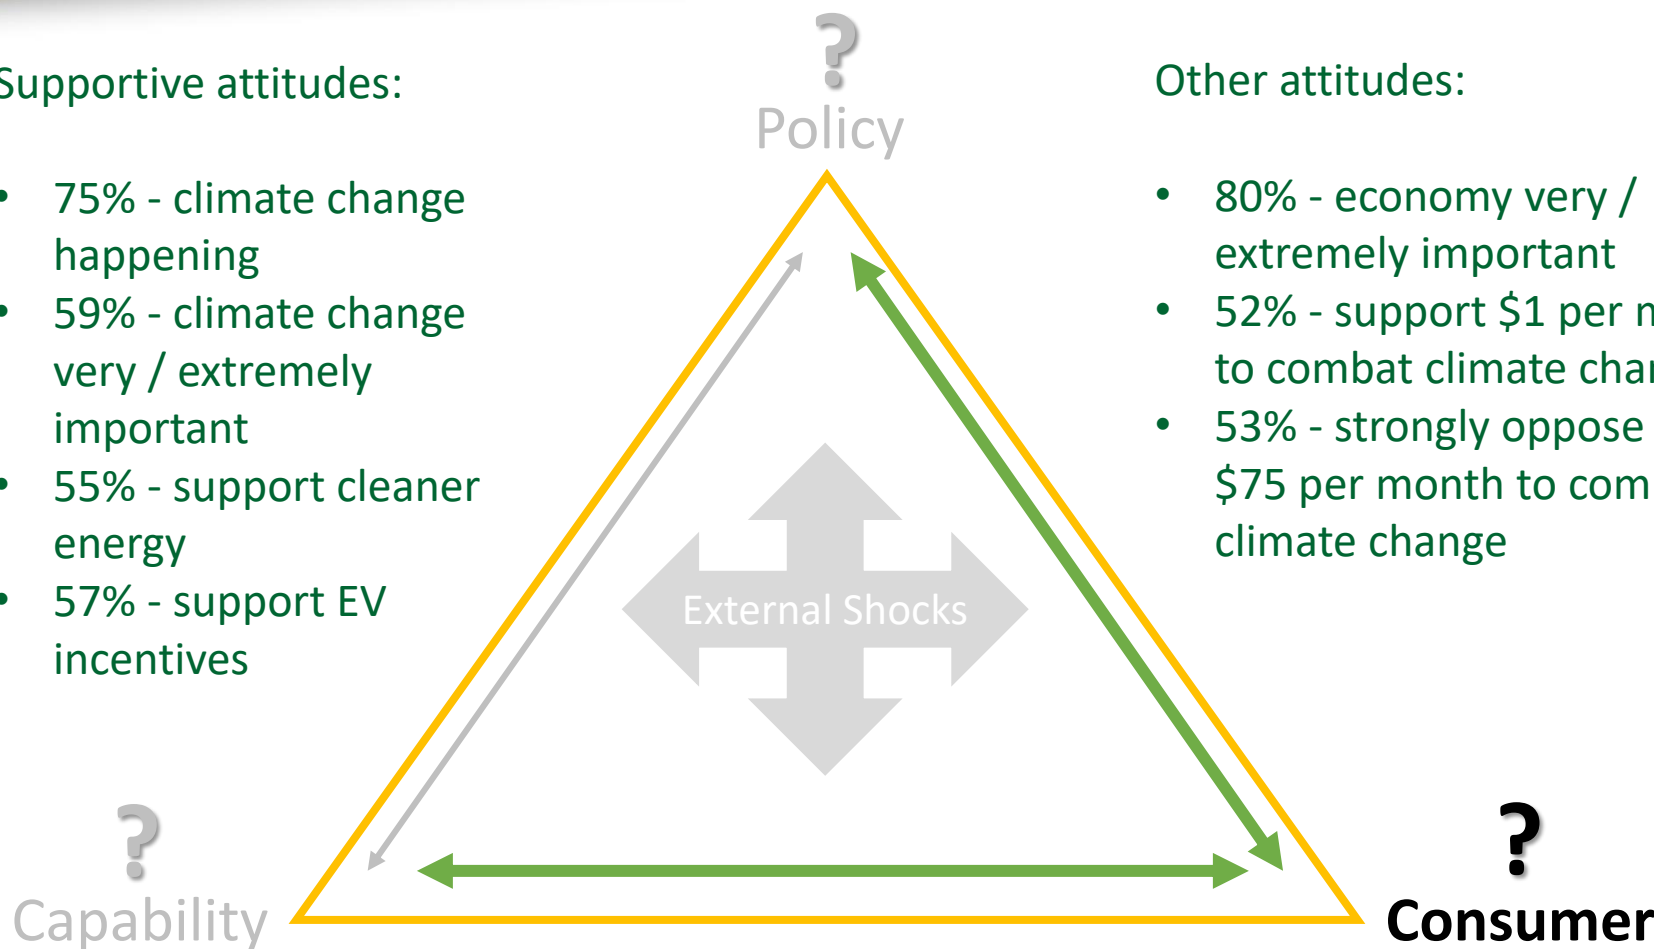 ?
Policy
Supportive attitudes:
• 75% - climate change
happening
• 59% - climate change
very / extremely
important
• 55% - support cleaner
energy
• 57% - support EV
incentives
Other attitudes:
• 80% - economy very /
extremely important
• 52% - support $1 per
to combat climate
• 53% - strongly oppose
$75 per month to
climate change
External Shocks
?
Capability
?
Consumer